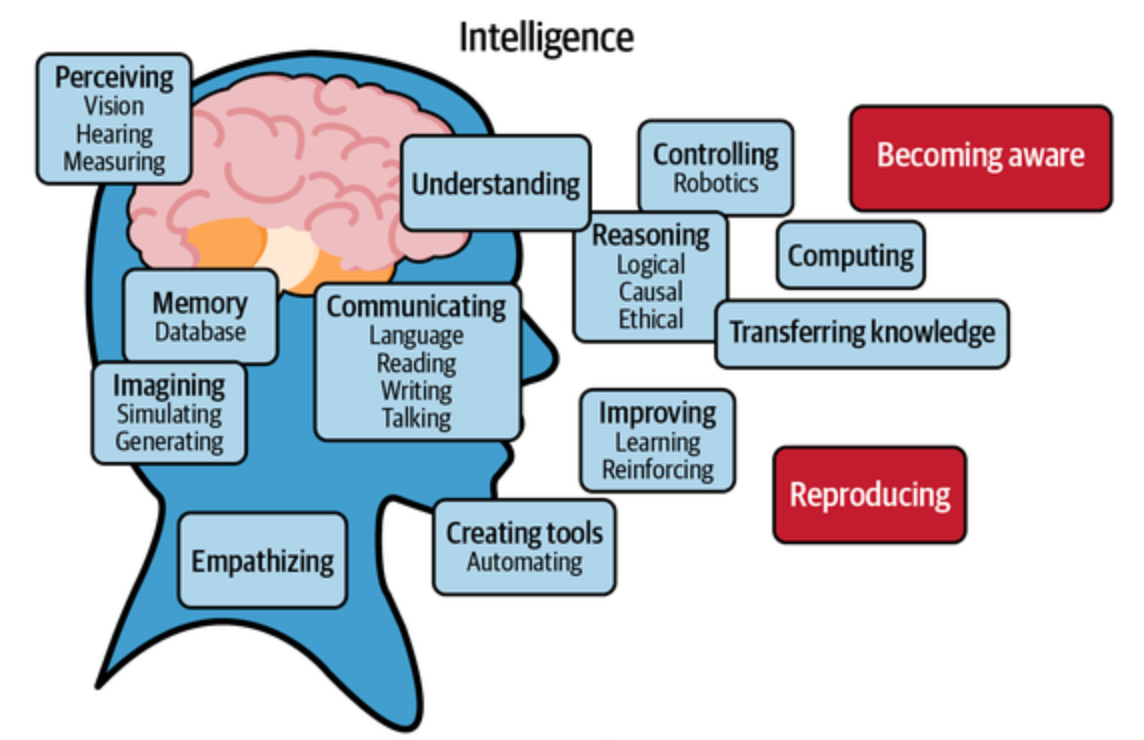 Intelligence
Perceiving
Vision
Hearing
Measuring
Understanding
Controlling
Robotics
Becoming aware
Reasoning
Logical
Causal
Ethical
Computing
Transferring knowledge
Memory
Database
Communicating
Language
Reading
Writing
Talking
Imagining
Simulating
Generating
Improving
Learning
Reinforcing
Reproducing
Creating tools
Automating
Empathizing